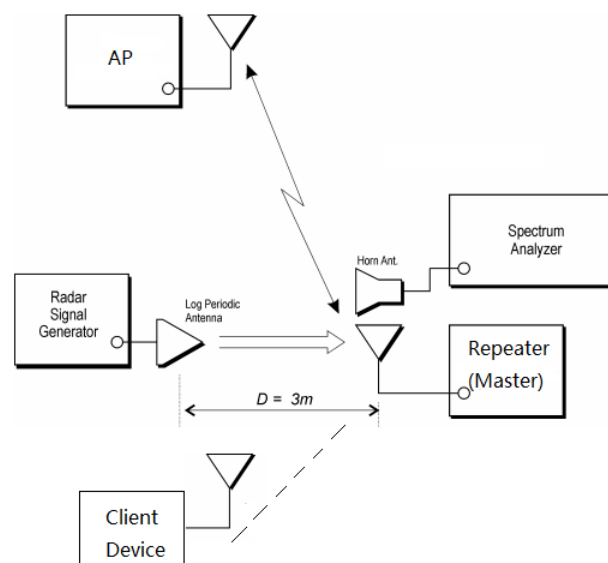 AP
Spectrum
Analyzer
Horn Ant.
Log Periodic
Antenna
Radar
Signal
Generator
Repeater
(Master)
D = 3m
Client
Device